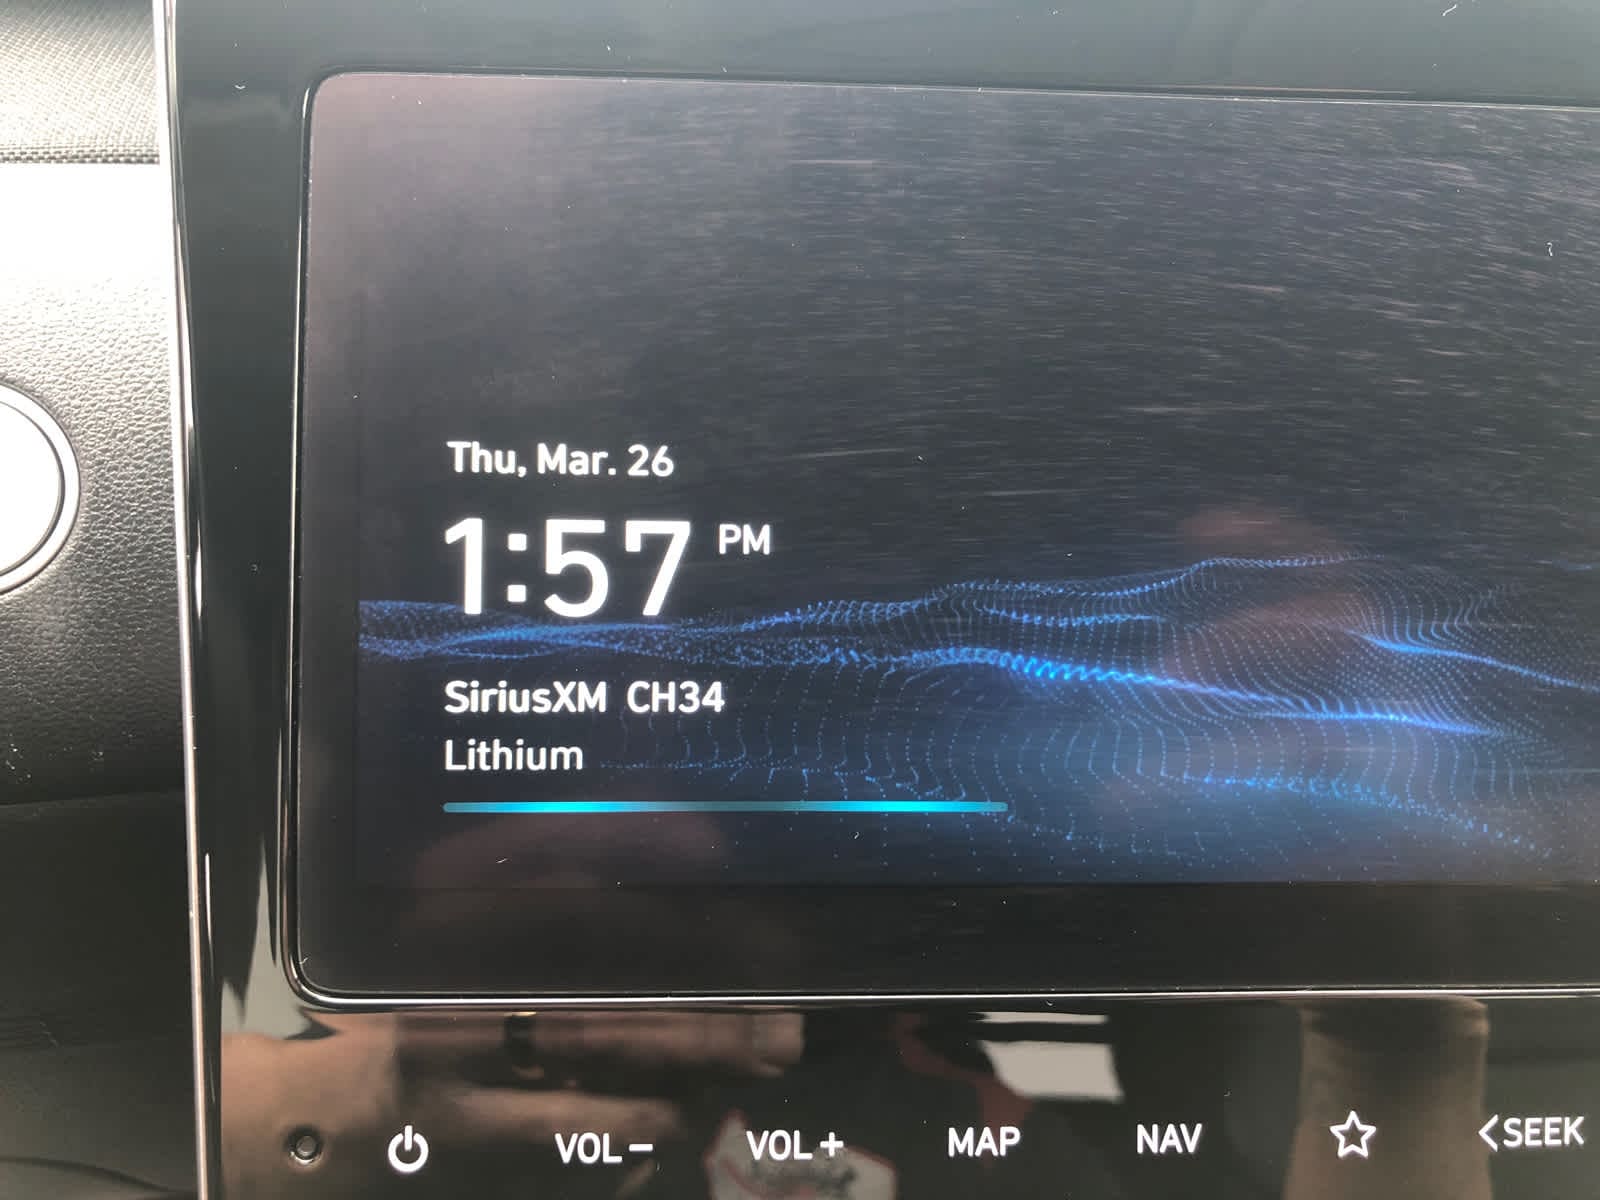 Thu, Mar. 26
1:57 PM
SiriusXM CH34
Lithium
VOL− VOL+ MAP NAV <SEEK